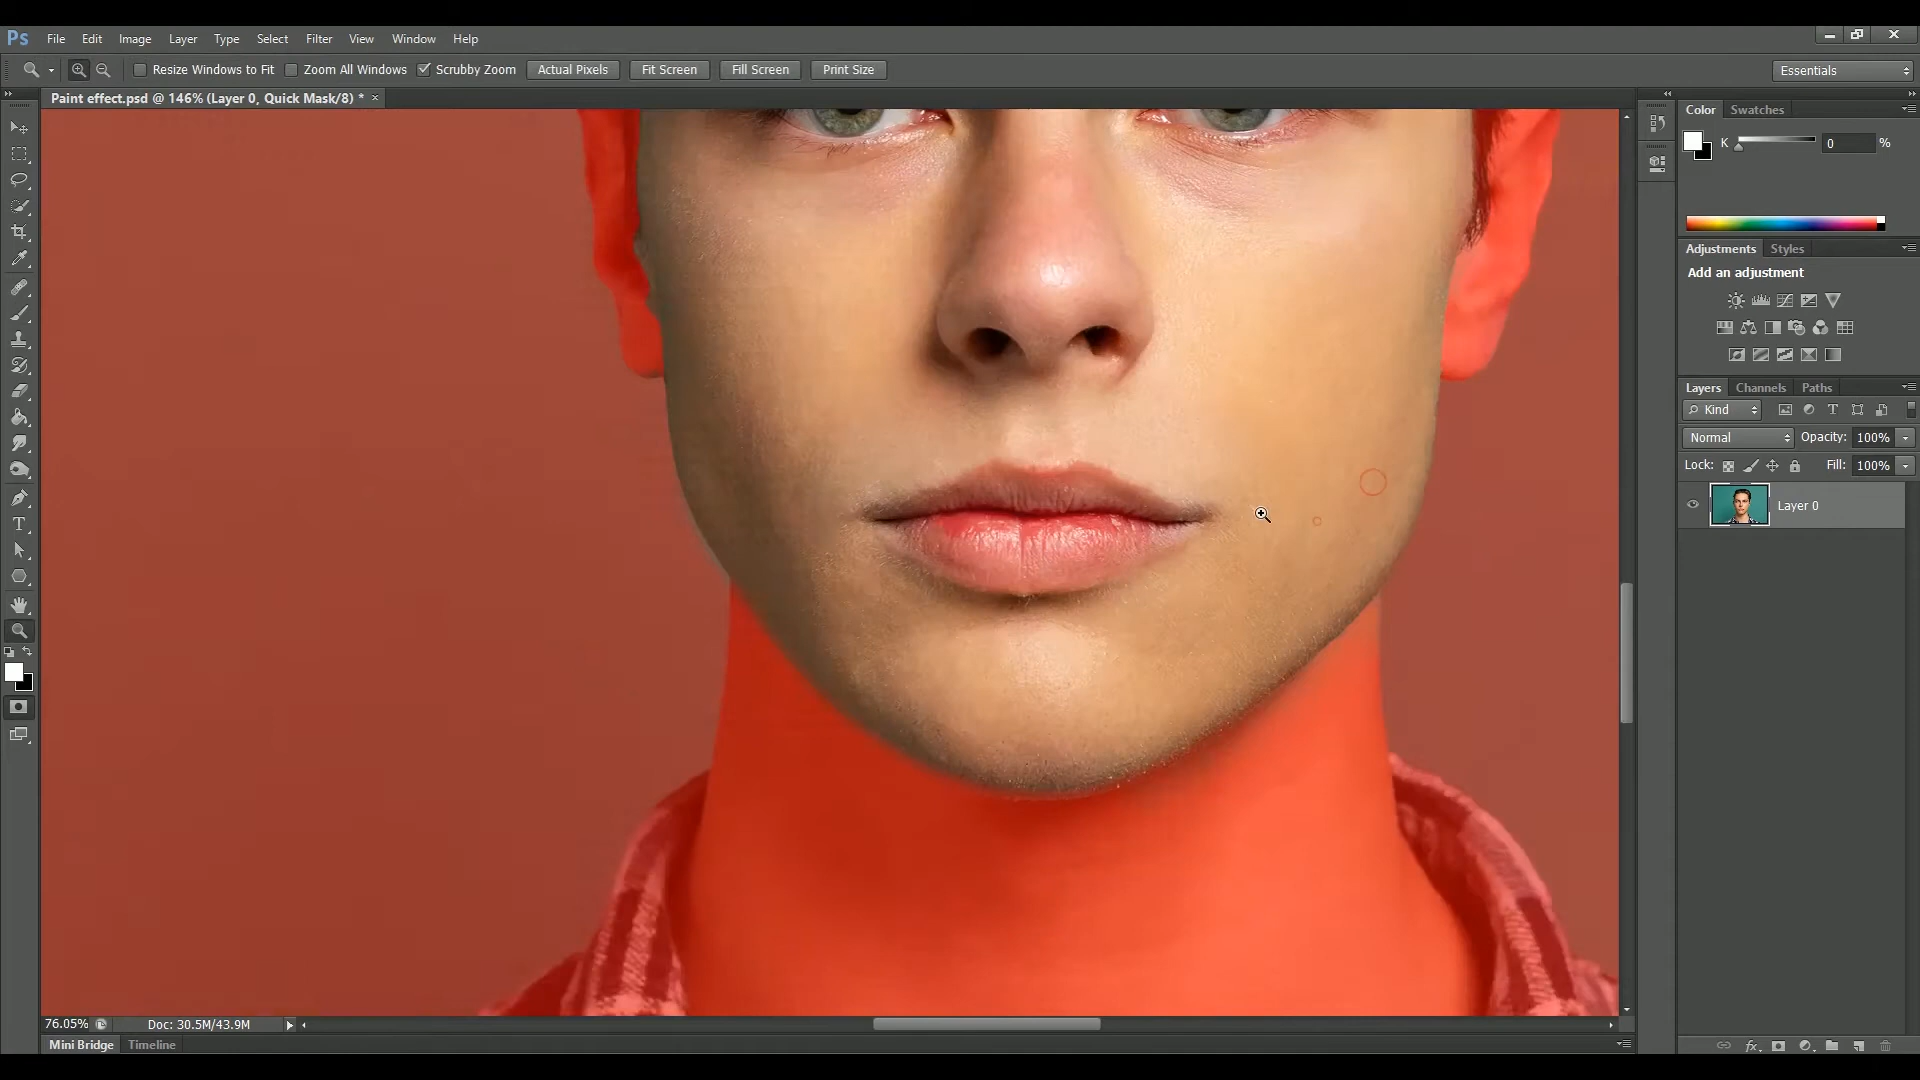 Ps File Edit Image Layer Type Select Filter View Window Help
Resize Windows to Fit Zoom All Windows Scrubby Zoom Actual Pixels Fit Screen Fill Screen Print Size Essentials
Paint effect.psd @ 146% (Layer 0, Quick Mask/8) * ×
Color Swatches
K 0 %
Adjustments Styles
Add an adjustment
Layers Channels Paths
Kind T
Normal Opacity: 100%
Lock: Fill: 100%
Layer 0
T
76.05% Doc: 30.5M/43.9M
Mini Bridge Timeline
fx